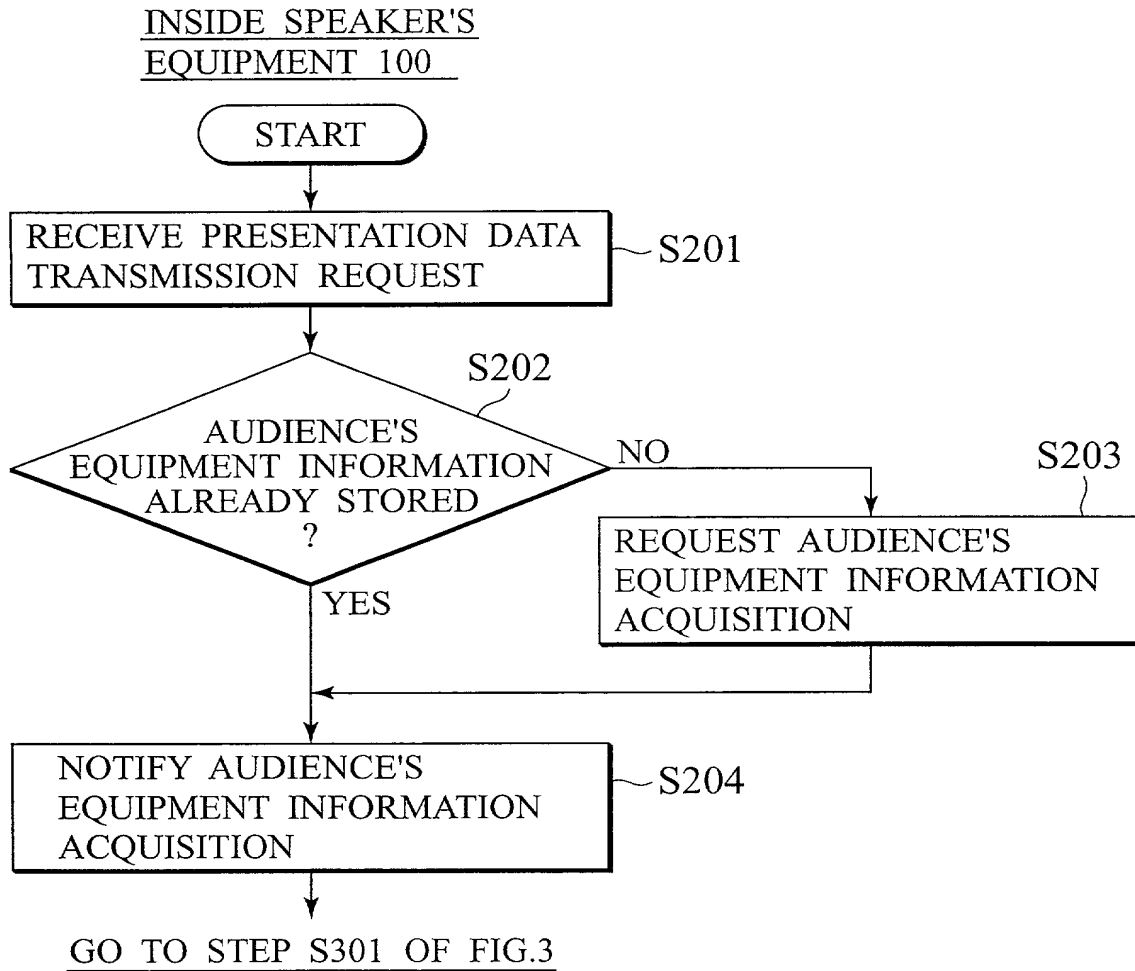 INSIDE SPEAKER'S
EQUIPMENT 100
START
RECEIVE PRESENTATION DATA
TRANSMISSION REQUEST
S201
S202
AUDIENCE'S
EQUIPMENT INFORMATION
ALREADY STORED
?
NO
YES
S203
REQUEST AUDIENCE'S
EQUIPMENT INFORMATION
ACQUISITION
NOTIFY AUDIENCE'S
EQUIPMENT INFORMATION
ACQUISITION
S204
GO TO STEP S301 OF FIG.3